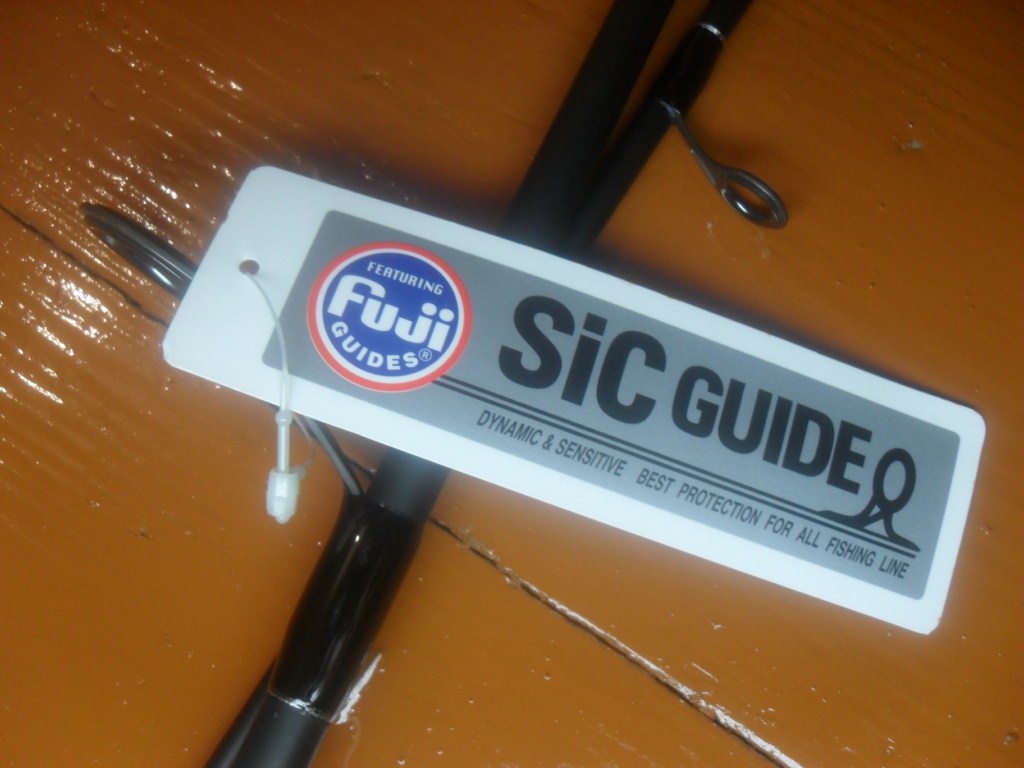 FEATURING
Fuji
GUIDES®
SiC GUIDE
DYNAMIC & SENSITIVE BEST PROTECTION FOR ALL FISHING LINE